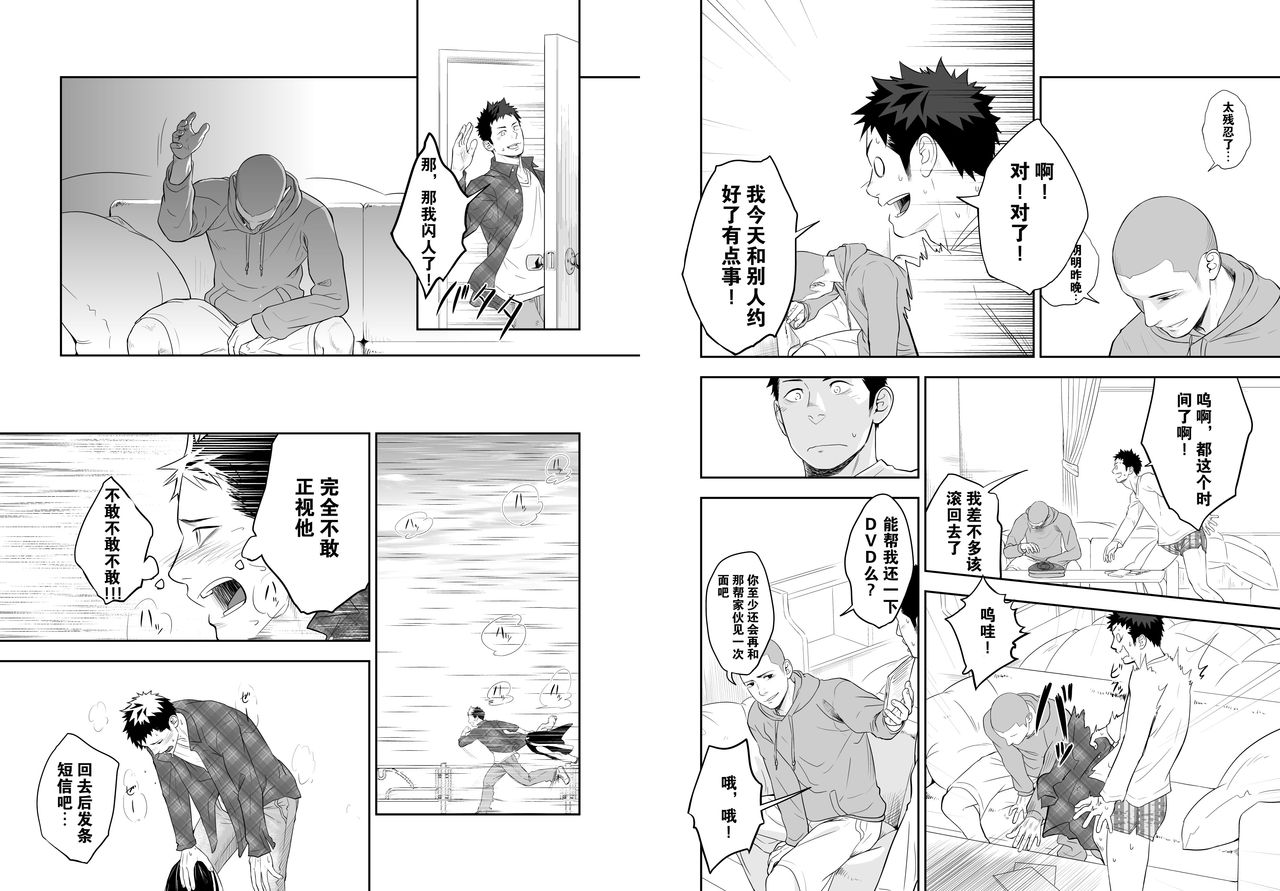 太残忍了…
明明昨晚…
啊！
对！对了！
我今天和别人约
好了有点事！
呜啊，都这个时
间了啊！
我差不多该
滚回去了
呜哇！
能帮我还一下
DVD么？
你至少还会再和
那帮家伙见一次
面吧
哦，哦！
那，那我闪人了！
バタタ
完全不敢
正视他
不敢不敢不敢!!!
回去后发条
短信吧…